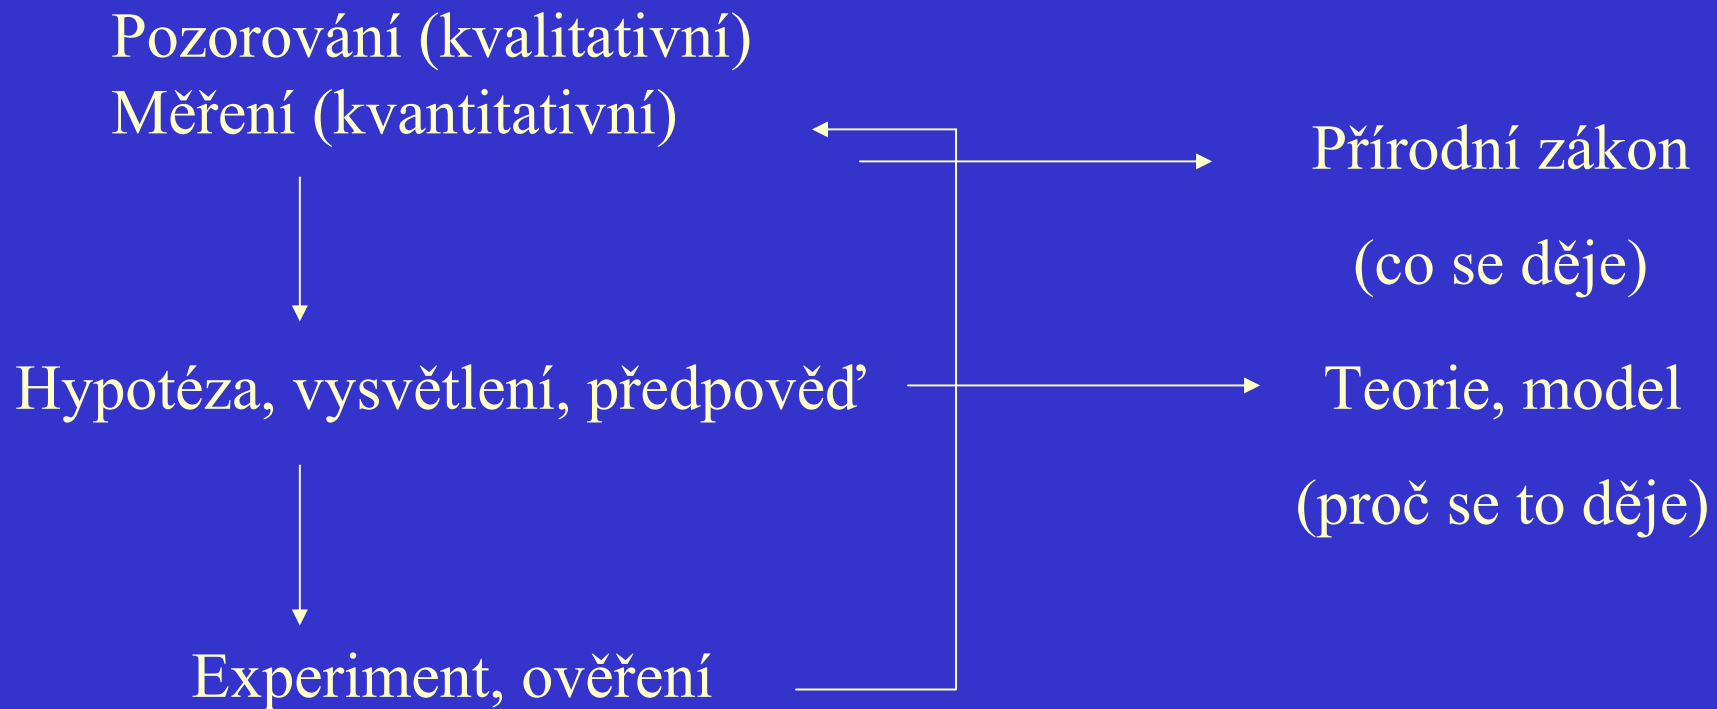 Pozorování (kvalitativní)
Měření (kvantitativní)
Přírodní zákon
(co se děje)
Hypotéza, vysvětlení, předpověď
Teorie, model
(proč se to děje)
Experiment, ověření